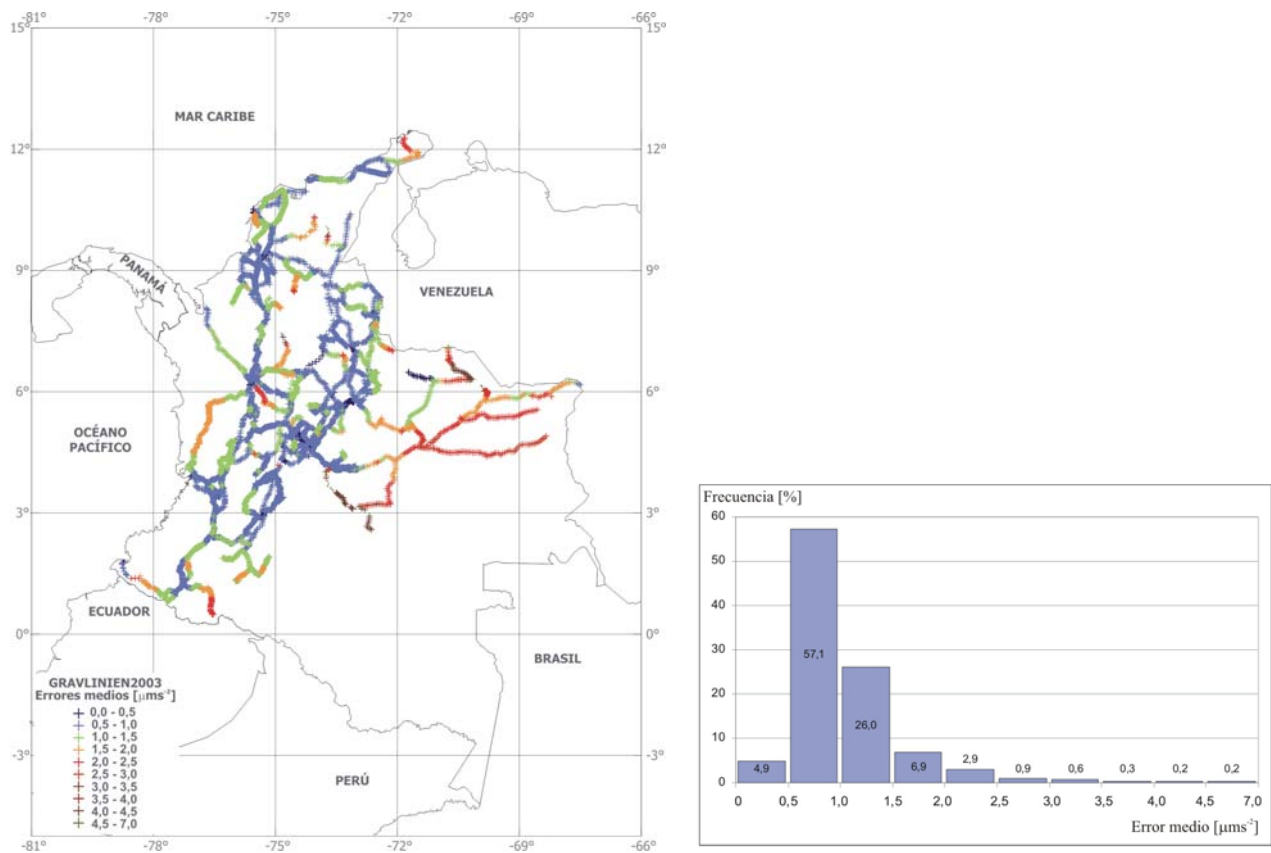 -81° -78° -75° -72° -69° -66°
15° 15°
MAR CARIBE
12° 12°
9° 9°
PANAMÁ
VENEZUELA
6° 6°
OCÉANO
PACÍFICO
3° 3°
ECUADOR
0° 0°
BRASIL
GRAVLINIEN2003
Errores medios [μms-2]
0,0 - 0,5
0,5 - 1,0
1,0 - 1,5
1,5 - 2,0
2,0 - 2,5
2,5 - 3,0
3,0 - 3,5
3,5 - 4,0
4,0 - 4,5
4,5 - 7,0
-3° -3°
PERÚ
-81° -78° -75° -72° -69° -66°
Frecuencia [%]
60
50
40
30
20
10
0
4,9
57,1
26,0
6,9
2,9
0,9
0,6
0,3
0,2
0,2
0 0,5 1,0 1,5 2,0 2,5 3,0 3,5 4,0 4,5 7,0
Error medio [μms-2]